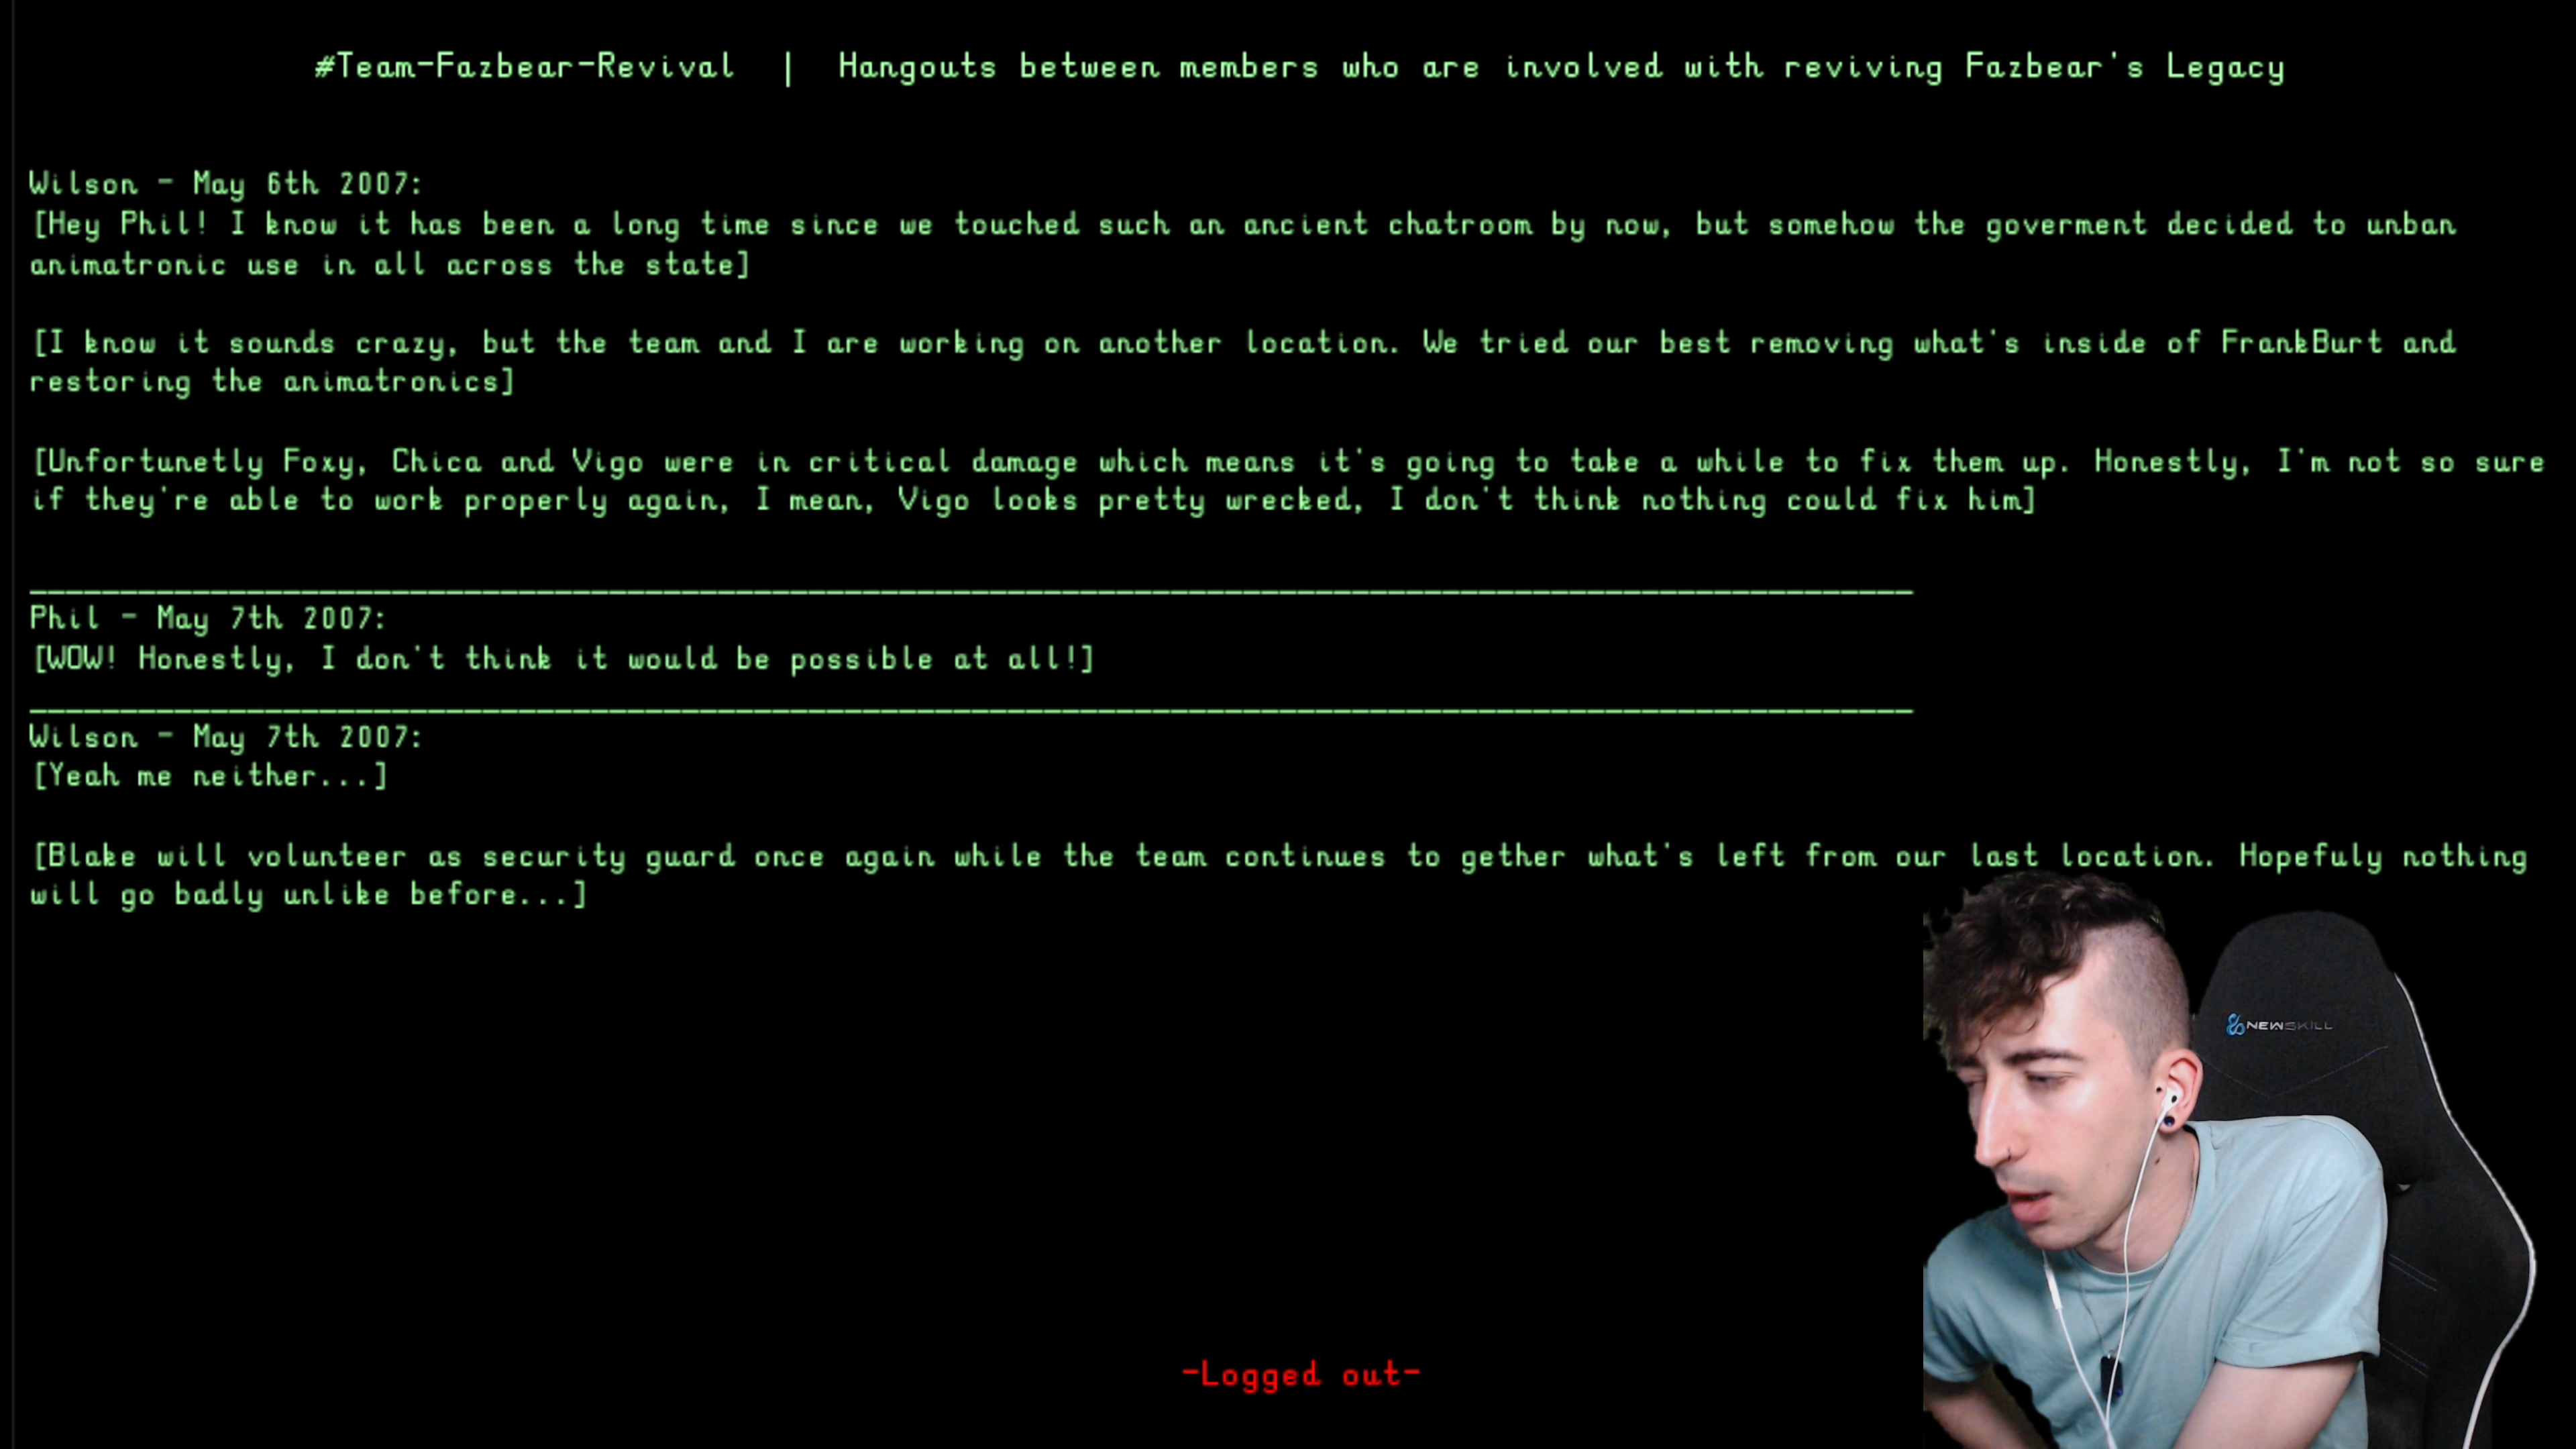 #Team-Fazbear-Revival | Hangouts between members who are involved with reviving Fazbear's Legacy
Wilson - May 6th 2007:
[Hey Phil! I know it has been a long time since we touched such an ancient chatroom by now, but somehow the goverment decided to unban
animatronic use in all across the state]
[I know it sounds crazy, but the team and I are working on another location. We tried our best removing what's inside of FrankBurt and
restoring the animatronics]
[Unfortunetly Foxy, Chica and Vigo were in critical damage which means it's going to take a while to fix them up. Honestly, I'm not so sure
if they're able to work properly again, I mean, Vigo looks pretty wrecked, I don't think nothing could fix him]
Phil - May 7th 2007:
[WOW! Honestly, I don't think it would be possible at all!]
Wilson - May 7th 2007:
[Yeah me neither...]
[Blake will volunteer as security guard once again while the team continues to gether what's left from our last location. Hopefuly nothing
will go badly unlike before...]
NEWSKILL
-Logged out-